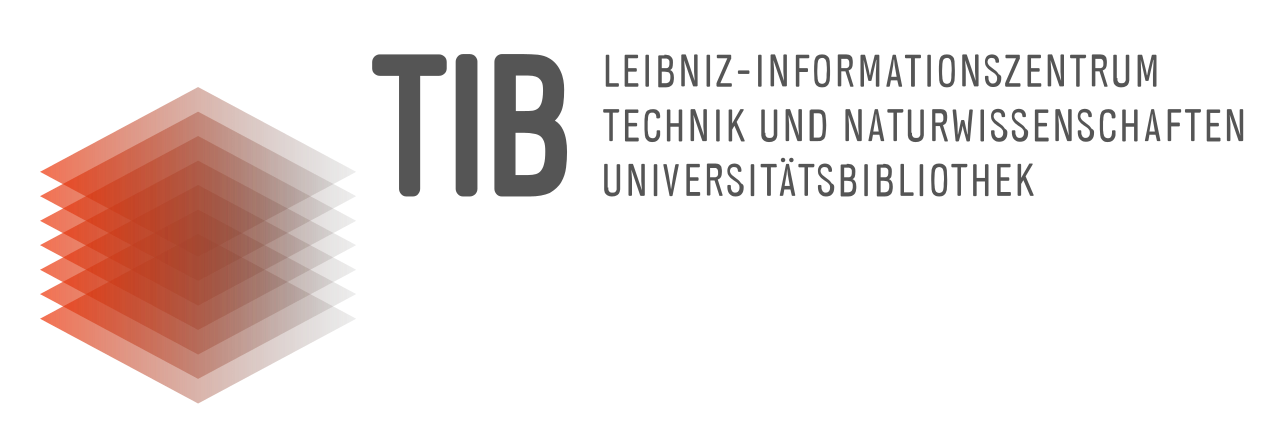 TIB
LEIBNIZ-INFORMATIONSZENTRUM
TECHNIK UND NATURWISSENSCHAFTEN
UNIVERSITÄTSBIBLIOTHEK